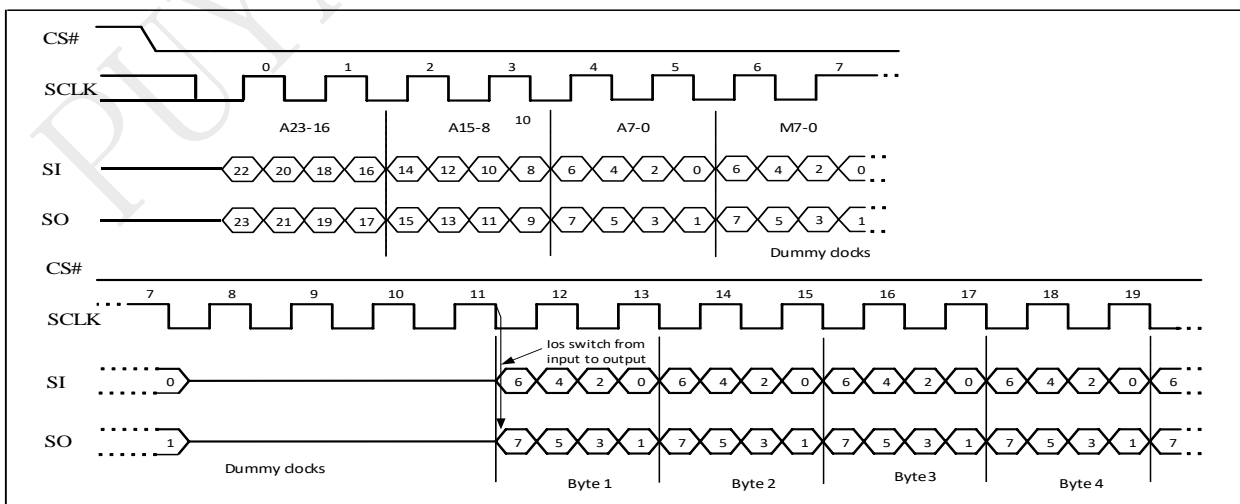 PUY
CS#
0 1 2 3 4 5 6 7
SCLK
A23-16 A15-8 10 A7-0 M7-0
SI 22 20 18 16 14 12 10 8 6 4 2 0 6 4 2 0
SO 23 21 19 17 15 13 11 9 7 5 3 1 7 5 3 1
Dummy clocks
CS#
7 8 9 10 11 12 13 14 15 16 17 18 19
SCLK
Ios switch from
input to output
SI 0 6 4 2 0 6 4 2 0 6 4 2 0 6 4 2 0 6
SO 1 7 5 3 1 7 5 3 1 7 5 3 1 7 5 3 1 7
Dummy clocks Byte 1 Byte 2 Byte3 Byte 4